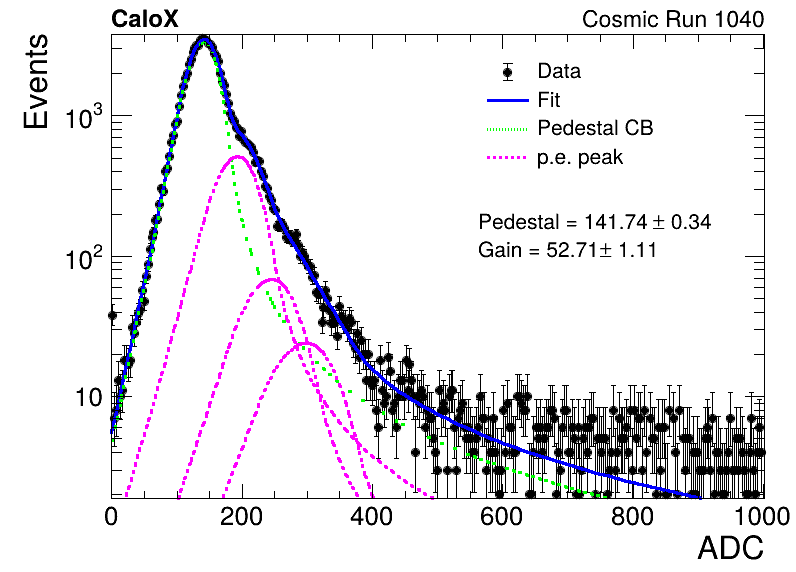 CaloX Cosmic Run 1040
Events
Data
Fit
Pedestal CB
p.e. peak
Pedestal = 141.74 ± 0.34
Gain = 52.71± 1.11
10³
10²
10
0 200 400 600 800 1000
ADC